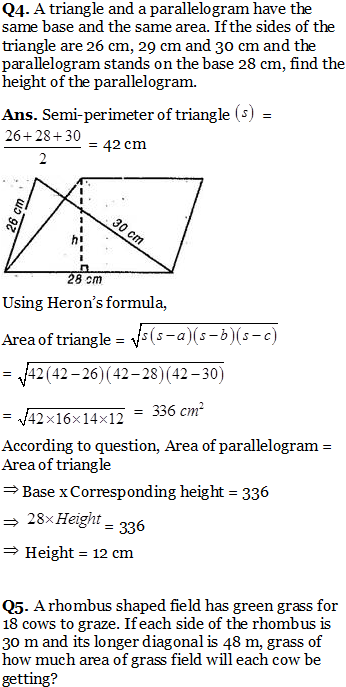 Q4. A triangle and a parallelogram have the
same base and the same area. If the sides of the
triangle are 26 cm, 29 cm and 30 cm and the
parallelogram stands on the base 28 cm, find the
height of the parallelogram.
Ans. Semi-perimeter of triangle (s) =
26+28+30
2
= 42 cm
26 cm
30 cm
h
28 cm
Using Heron's formula,
Area of triangle = √s(s−a)(s−b)(s−c)
= √42(42−26)(42−28)(42−30)
= √42×16×14×12 = 336 cm²
According to question, Area of parallelogram =
Area of triangle
⇒ Base x Corresponding height = 336
⇒ 28×Height = 336
⇒ Height = 12 cm
Q5. A rhombus shaped field has green grass for
18 cows to graze. If each side of the rhombus is
30 m and its longer diagonal is 48 m, grass of
how much area of grass field will each cow be
getting?